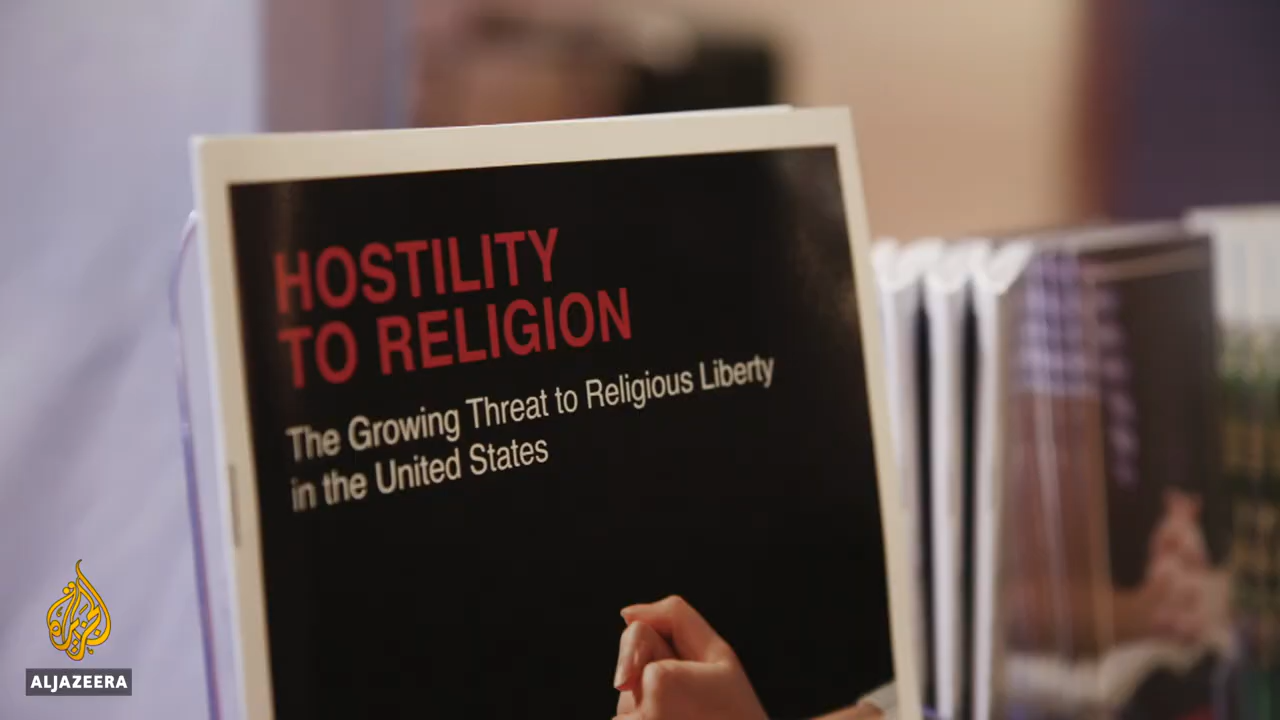 HOSTILITY
TO RELIGION
The Growing Threat to Religious Liberty
in the United States
ALJAZEERA